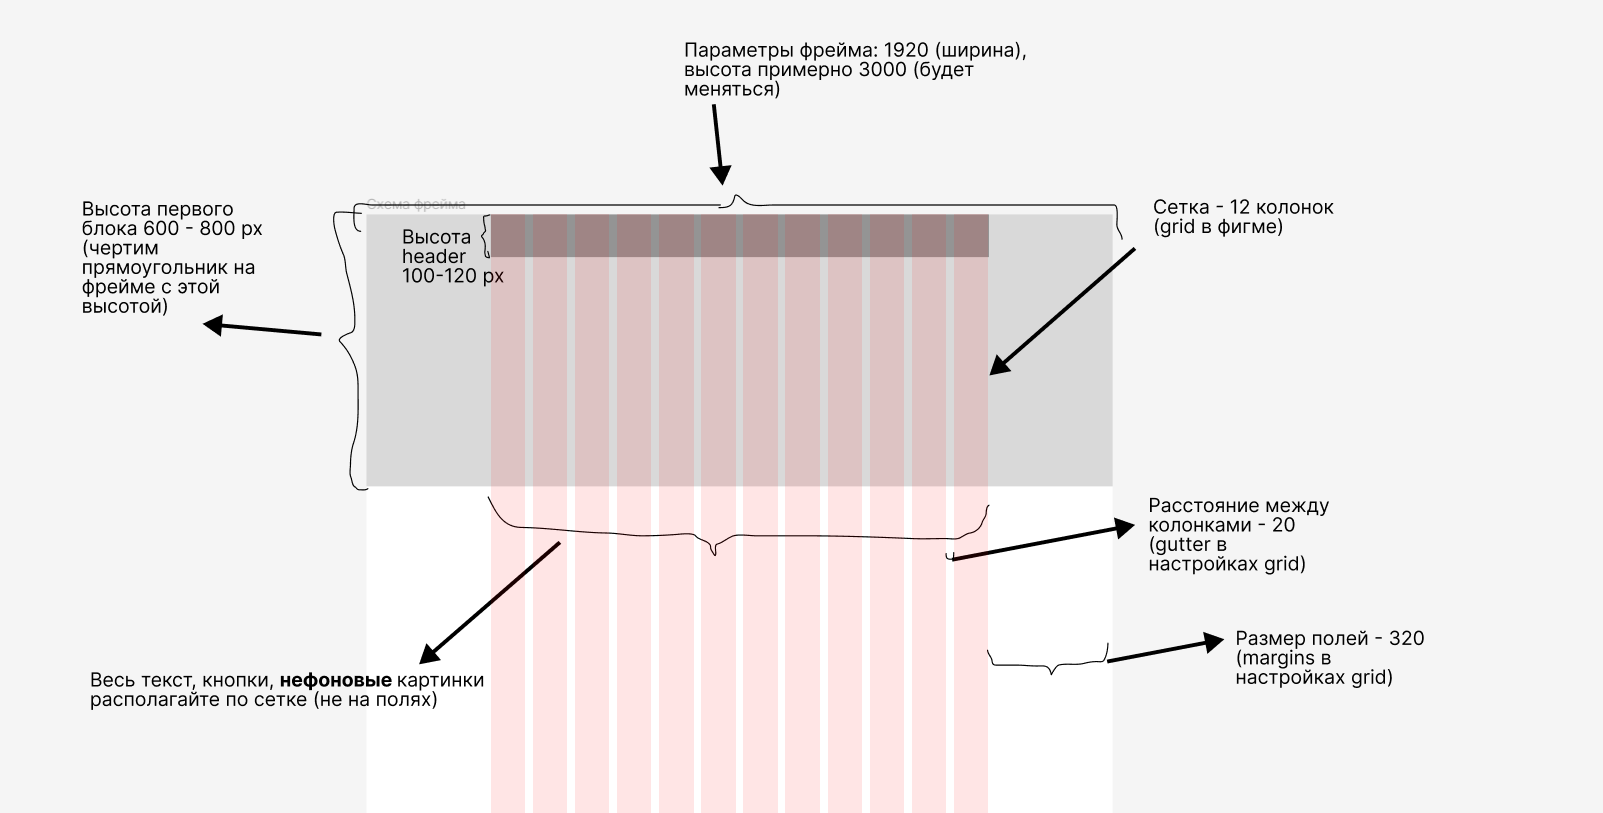 Параметры фрейма: 1920 (ширина),
высота примерно 3000 (будет
меняться)
Высота первого
блока 600 - 800 px
(чертим
прямоугольник на
фрейме с этой
высотой)
Схема фрейма
Высота
header
100-120 px
Сетка - 12 колонок
(grid в фигме)
Расстояние между
колонками - 20
(gutter в
настройках grid)
Размер полей - 320
(margins в
настройках grid)
Весь текст, кнопки, нефоновые картинки
располагайте по сетке (не на полях)